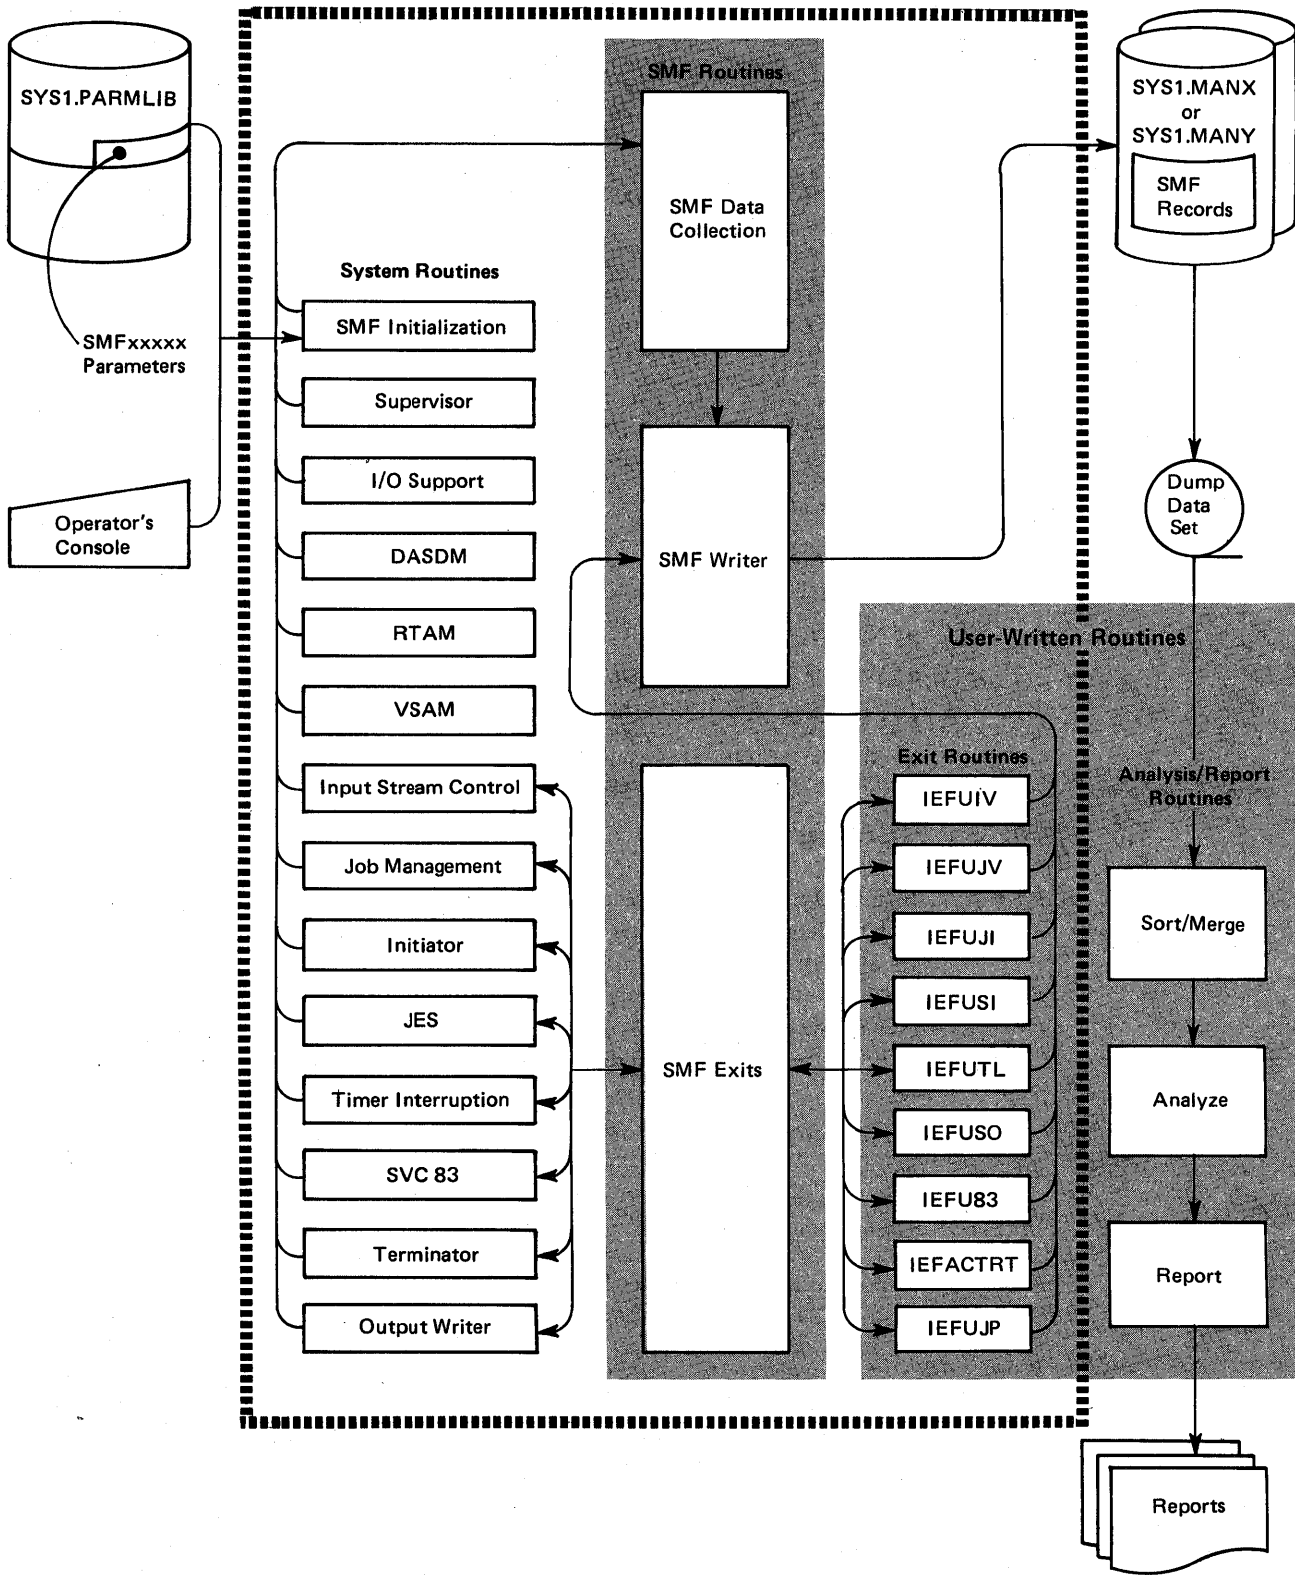 SYS1.PARMLIB
SMFxxxxx
Parameters
Operator's
Console
System Routines
SMF Initialization
Supervisor
I/O Support
DASDM
RTAM
VSAM
Input Stream Control
Job Management
Initiator
JES
Timer Interruption
SVC 83
Terminator
Output Writer
SMF Routines
SMF Data
Collection
SMF Writer
SMF Exits
User-Written Routines
Exit Routines
IEFUIV
IEFUJV
IEFUJI
IEFUSI
IEFUTL
IEFUSO
IEFU83
IEFACTRT
IEFUJP
SYS1.MANX
or
SYS1.MANY
SMF
Records
Dump
Data
Set
Analysis/Report
Routines
Sort/Merge
Analyze
Report
Reports